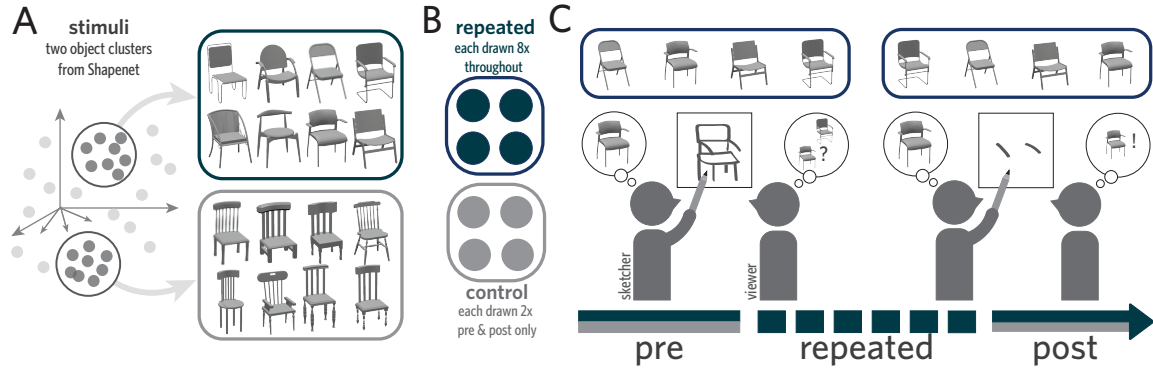 A
stimuli
two object clusters
from Shapenet
B
repeated
each drawn 8x
throughout
control
each drawn 2x
pre & post only
C
?
!
sketcher
viewer
pre
repeated
post